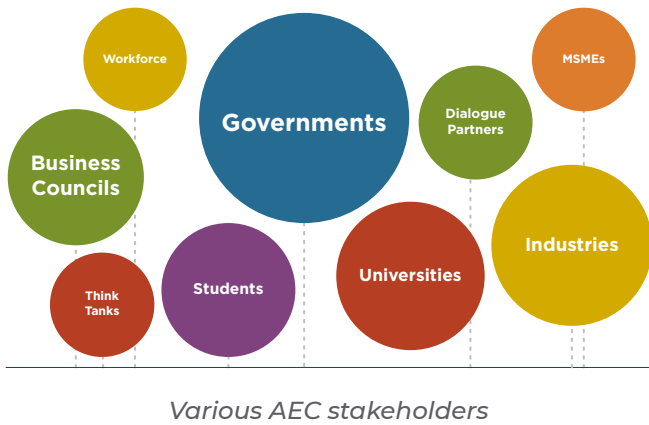 Workforce
MSMEs
Governments
Dialogue
Partners
Business
Councils
Industries
Universities
Students
Think
Tanks
Various AEC stakeholders